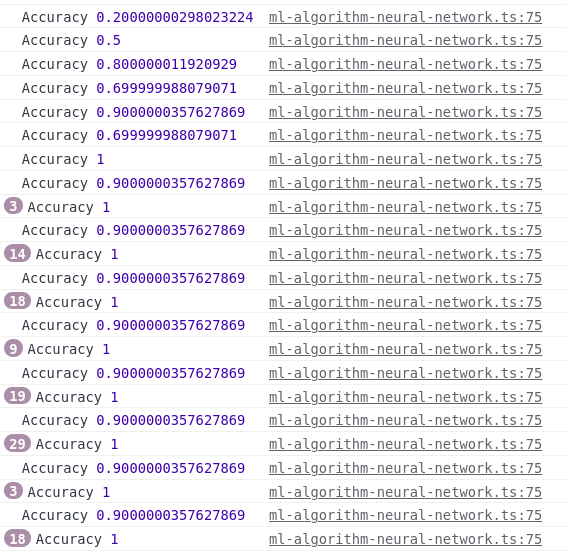 Accuracy 0.20000000298023224 ml-algorithm-neural-network.ts:75
Accuracy 0.5 ml-algorithm-neural-network.ts:75
Accuracy 0.800000011920929 ml-algorithm-neural-network.ts:75
Accuracy 0.699999988079071 ml-algorithm-neural-network.ts:75
Accuracy 0.9000000357627869 ml-algorithm-neural-network.ts:75
Accuracy 0.699999988079071 ml-algorithm-neural-network.ts:75
Accuracy 1 ml-algorithm-neural-network.ts:75
Accuracy 0.9000000357627869 ml-algorithm-neural-network.ts:75
3 Accuracy 1 ml-algorithm-neural-network.ts:75
Accuracy 0.9000000357627869 ml-algorithm-neural-network.ts:75
14 Accuracy 1 ml-algorithm-neural-network.ts:75
Accuracy 0.9000000357627869 ml-algorithm-neural-network.ts:75
18 Accuracy 1 ml-algorithm-neural-network.ts:75
Accuracy 0.9000000357627869 ml-algorithm-neural-network.ts:75
9 Accuracy 1 ml-algorithm-neural-network.ts:75
Accuracy 0.9000000357627869 ml-algorithm-neural-network.ts:75
19 Accuracy 1 ml-algorithm-neural-network.ts:75
Accuracy 0.9000000357627869 ml-algorithm-neural-network.ts:75
29 Accuracy 1 ml-algorithm-neural-network.ts:75
Accuracy 0.9000000357627869 ml-algorithm-neural-network.ts:75
3 Accuracy 1 ml-algorithm-neural-network.ts:75
Accuracy 0.9000000357627869 ml-algorithm-neural-network.ts:75
18 Accuracy 1 ml-algorithm-neural-network.ts:75